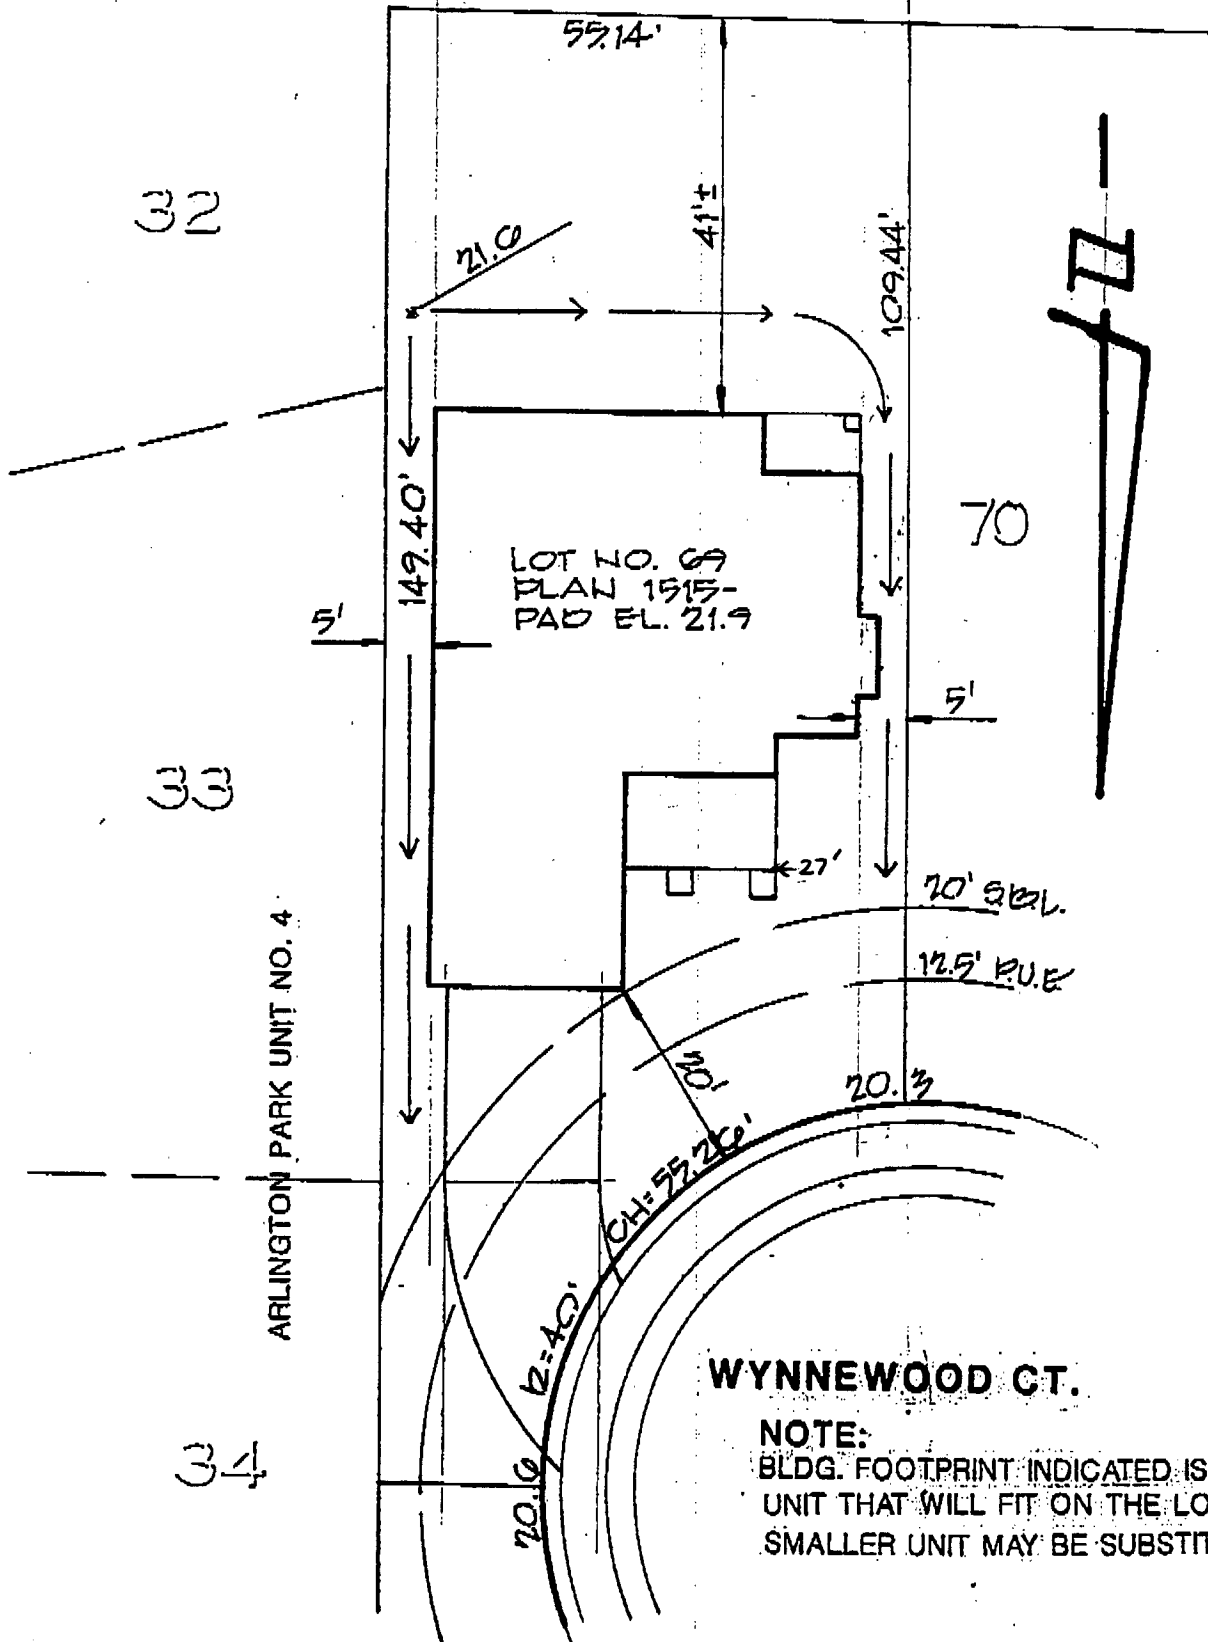 55.14'
32
21.6
41'±
109.44'
N
149.40'
LOT NO. 69
PLAN 1515-
PAD EL. 21.9
70
5'
5'
33
27'
20' S.B.L.
12.5' P.U.E
ARLINGTON PARK UNIT NO. 4
20'
20.3
CH=55.26'
R=40'
WYNNEWOOD CT.
NOTE:
BLDG. FOOTPRINT INDICATED IS
UNIT THAT WILL FIT ON THE LO
SMALLER UNIT MAY BE SUBSTIT
34
20.6